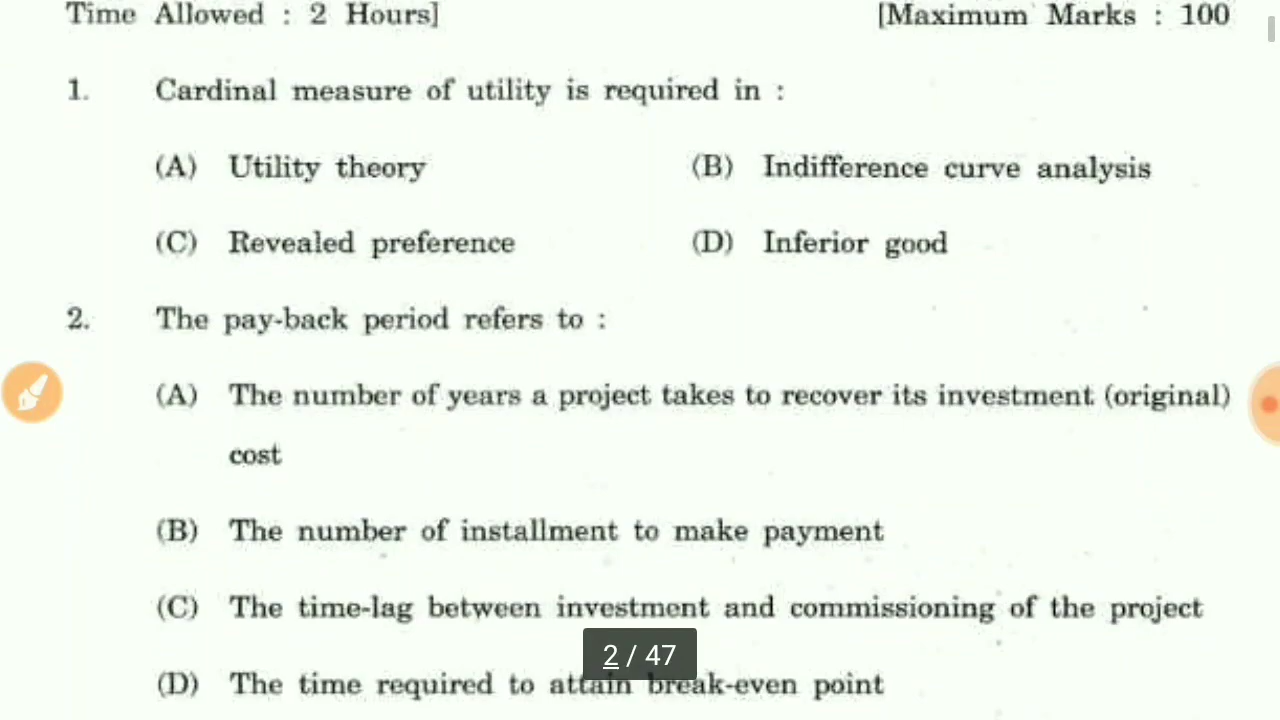 Time Allowed : 2 Hours] [Maximum Marks : 100
1. Cardinal measure of utility is required in :
(A) Utility theory (B) Indifference curve analysis
(C) Revealed preference (D) Inferior good
2. The pay-back period refers to :
(A) The number of years a project takes to recover its investment (original)
cost
(B) The number of installment to make payment
(C) The time-lag between investment and commissioning of the project
2 / 47
(D) The time required to attain break-even point